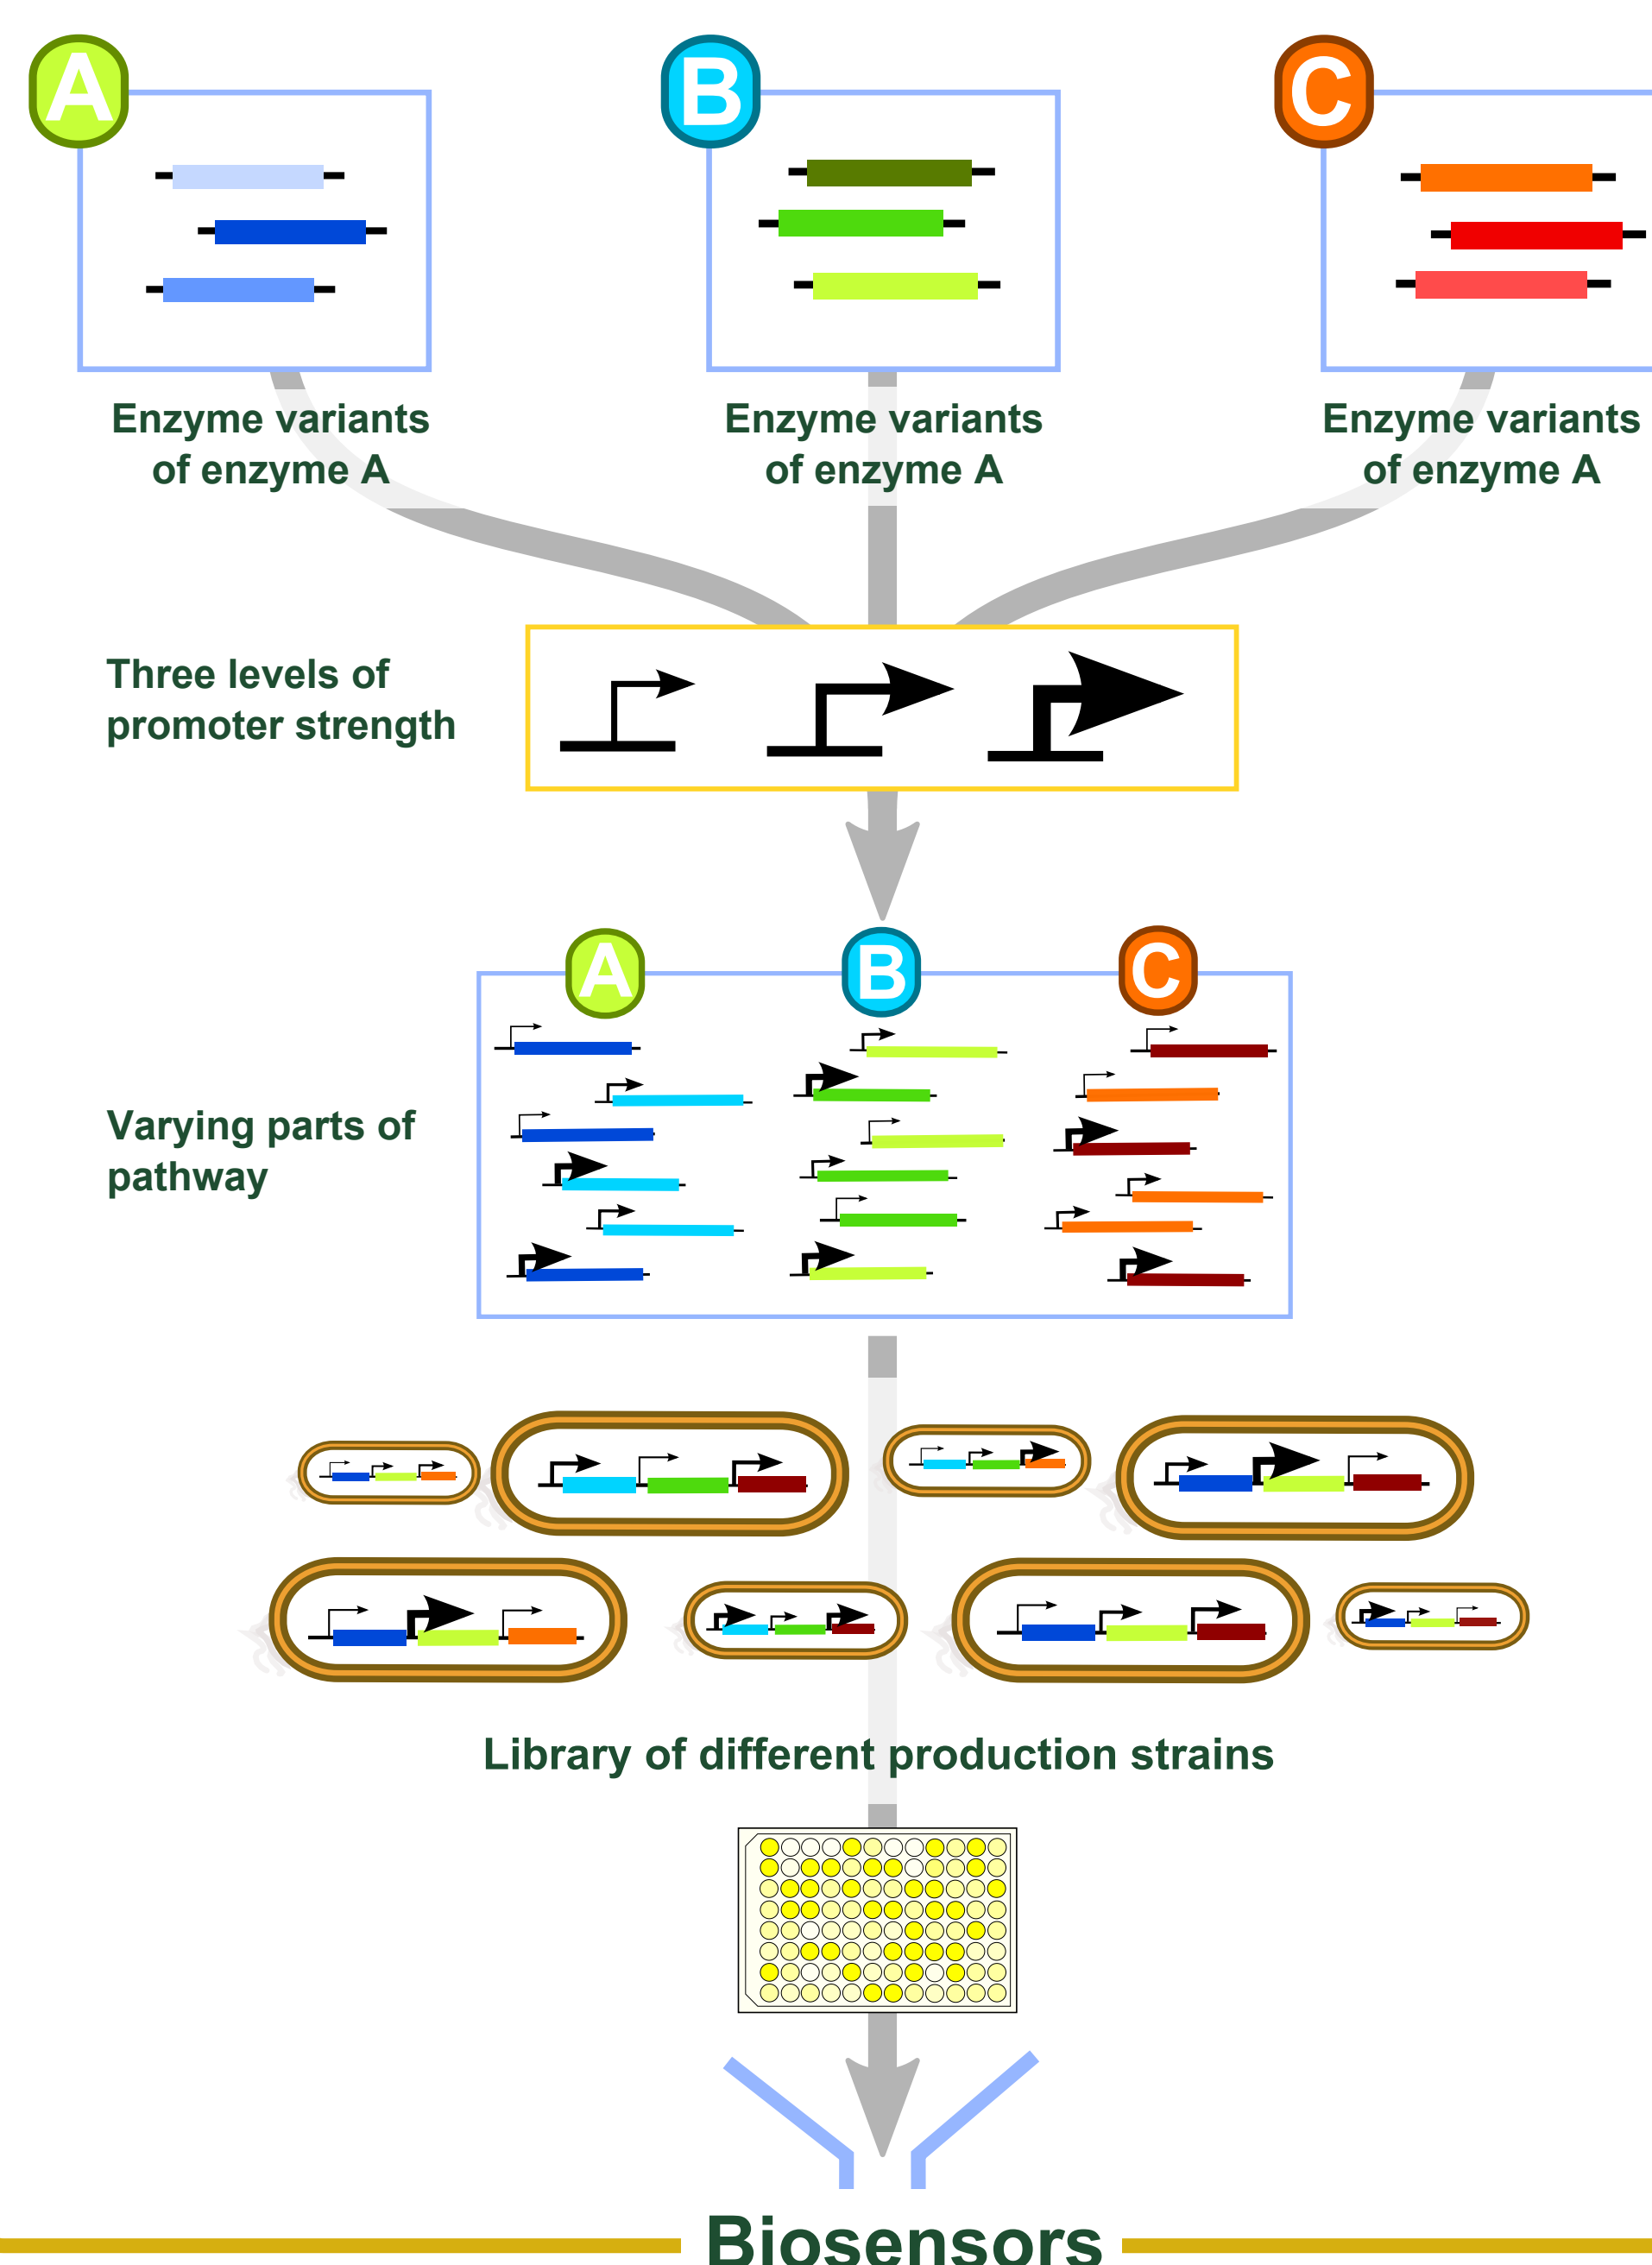 A
B
C
Enzyme variants
of enzyme A
Enzyme variants
of enzyme A
Enzyme variants
of enzyme A
Three levels of
promoter strength
A
B
C
Varying parts of
pathway
Library of different production strains
Biosensors